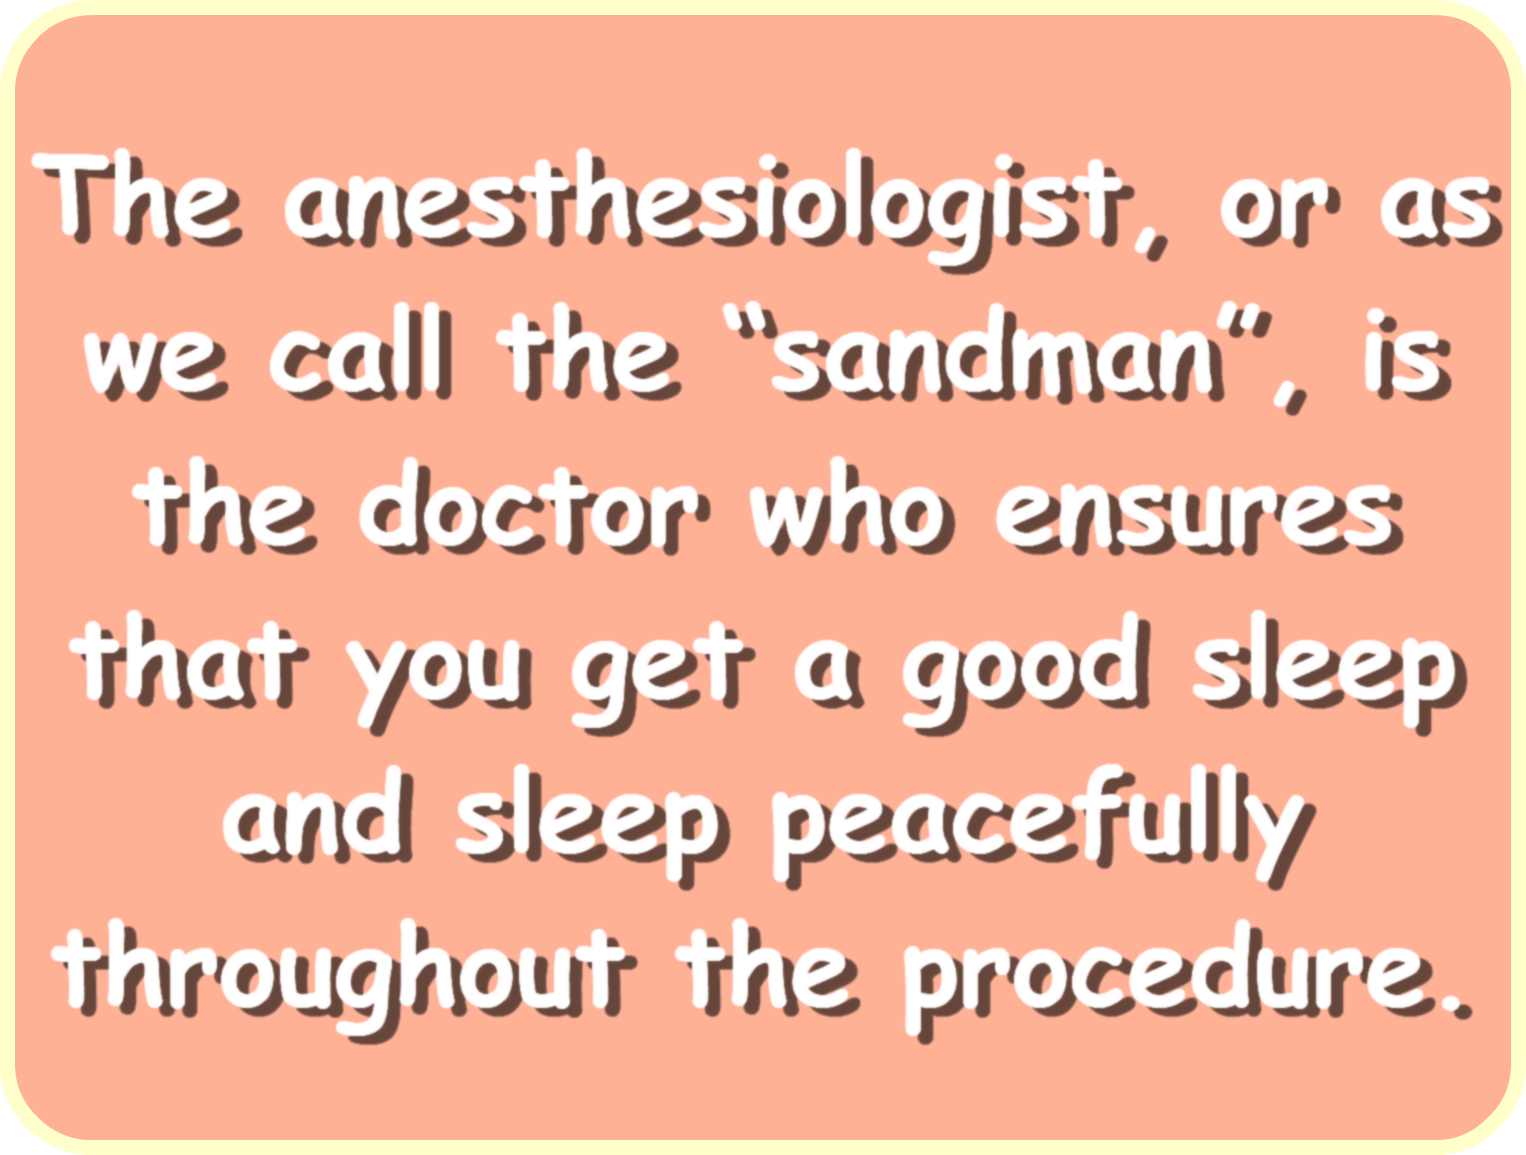 The anesthesiologist, or as
we call the “sandman”, is
the doctor who ensures
that you get a good sleep
and sleep peacefully
throughout the procedure.